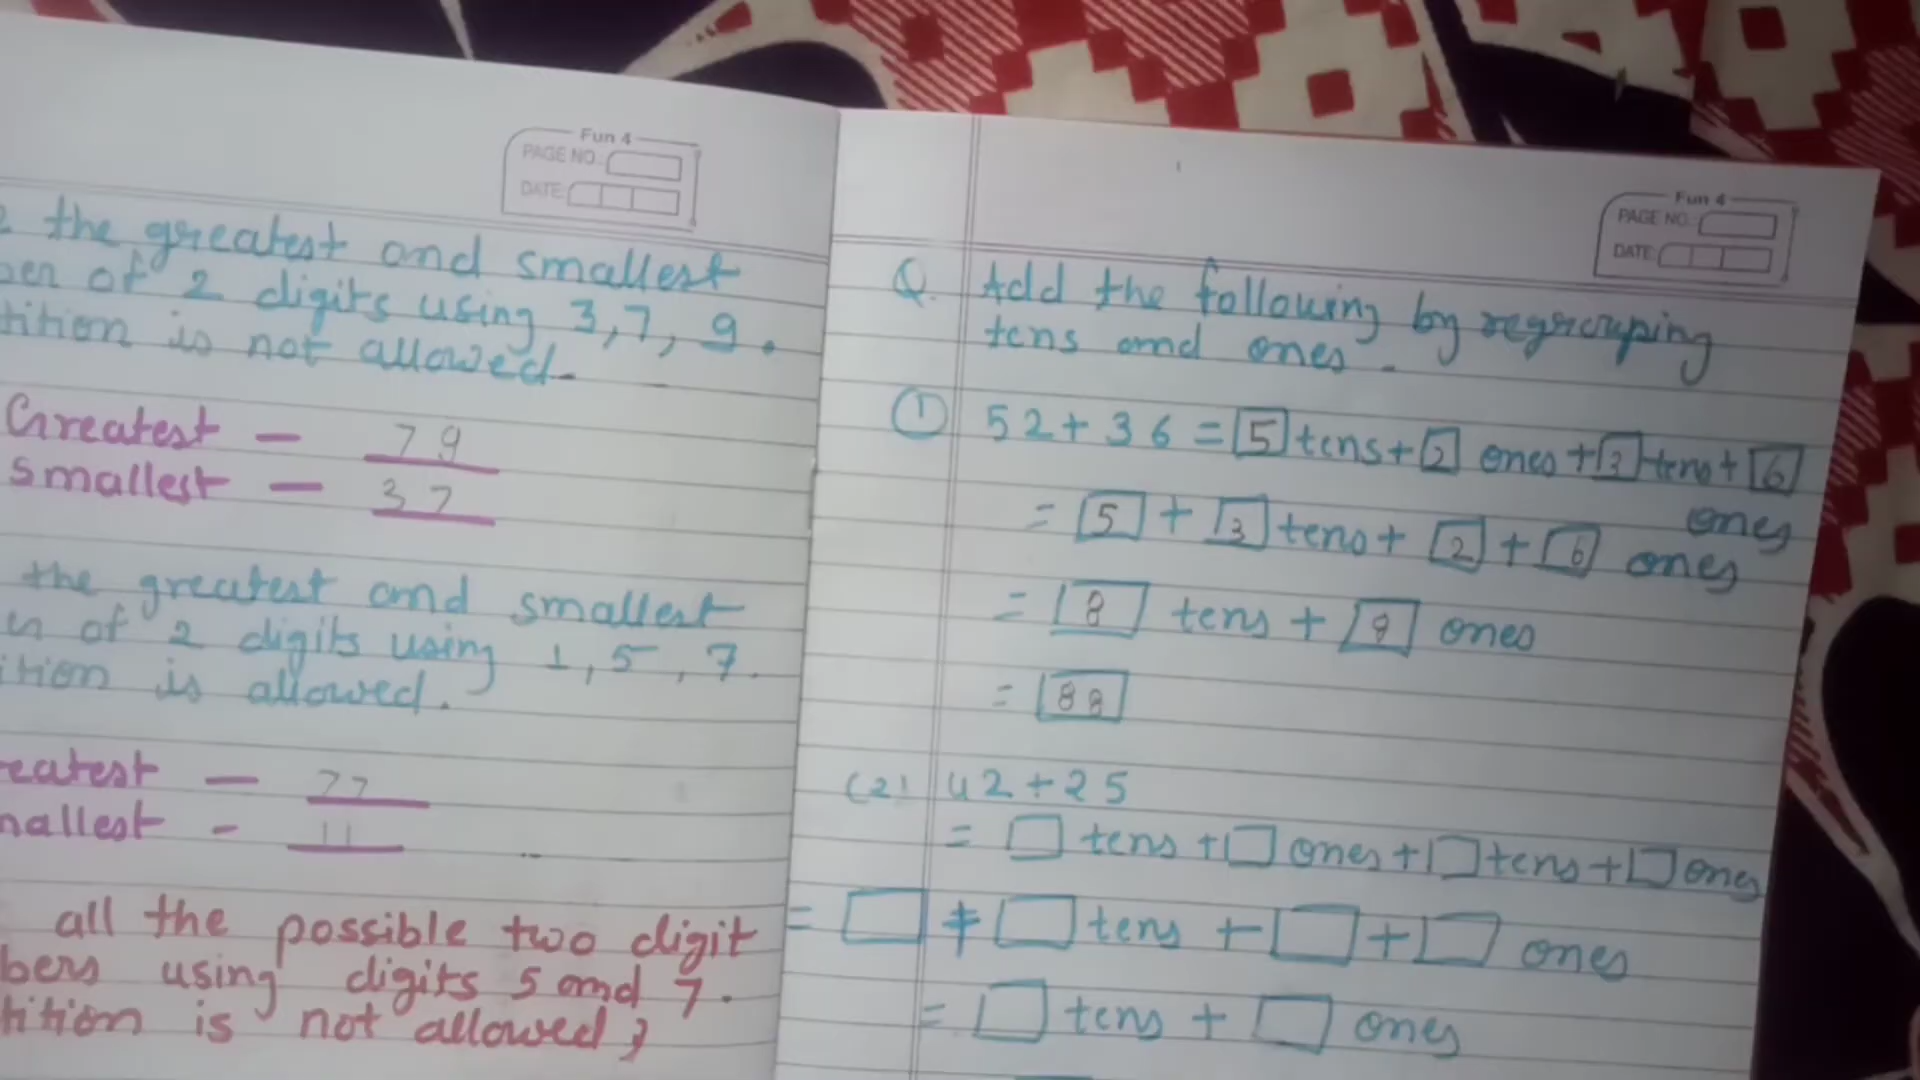 Fun 4
PAGE NO.
DATE:
the greatest and smallest
of 2 digits using 3, 7, 9.
is not allowed.
Greatest - 79
smallest - 37
the greatest and smallest
of 2 digits using 1, 5, 7.
is allowed.
eatest - 77
mallest - 11
all the possible two digit
bers using digits 5 and 7.
tition is not allowed;
Fun 4
PAGE NO.
DATE:
Q. Add the following by regrouping
tens and ones.
① 52 + 36 = 5 tens + 2 ones + 3 tens + 6
ones
= 5 + 3 tens + 2 + 6 ones
= 8 tens + 8 ones
= 88
(2) 42 + 25
= □ tens + □ ones + □ tens + □ ones
= □ + □ tens + □ + □ ones
= □ tens + □ ones